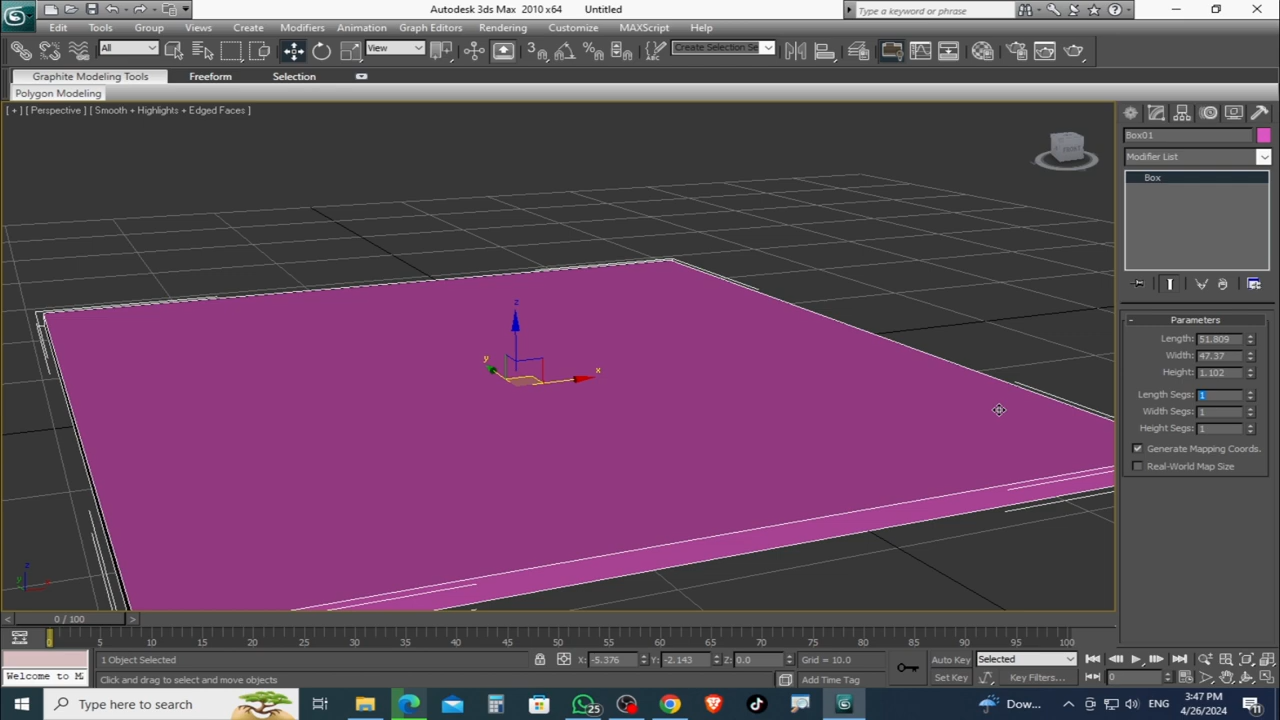 Autodesk 3ds Max 2010 x64 Untitled
Type a keyword or phrase
Edit Tools Group Views Create Modifiers Animation Graph Editors Rendering Customize MAXScript Help
All
View
3
Create Selection Se
Graphite Modeling Tools Freeform Selection
Polygon Modeling
[ + ] [ Perspective ] [ Smooth + Highlights + Edged Faces ]
FRONT
Box01
Modifier List
Box
z
y
x
- Parameters
Length: 51.809
Width: 47.37
Height: 1.102
Length Segs: 1
Width Segs: 1
Height Segs: 1
Generate Mapping Coords.
Real-World Map Size
z
y
< 0 / 100 >
0 5 10 15 20 25 30 35 40 45 50 55 60 65 70 75 80 85 90 95 100
1 Object Selected X: -5.376 Y: -2.143 Z: 0.0 Grid = 10.0 Auto Key Selected
Welcome to M Click and drag to select and move objects Add Time Tag Set Key Key Filters... 0
Type here to search
25
Dow...
ENG
3:47 PM
4/26/2024
11